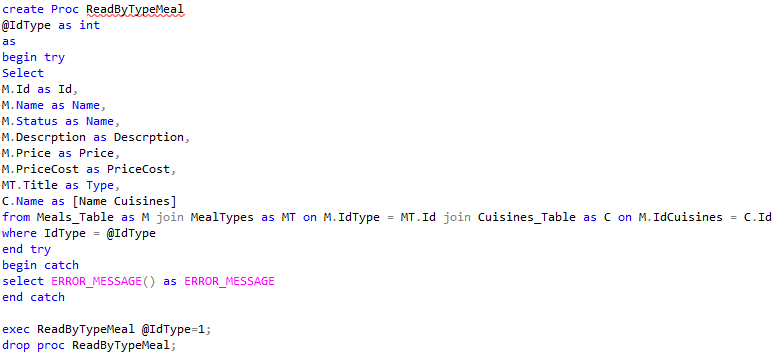 create Proc ReadByTypeMeal
@IdType as int
as
begin try
Select
M.Id as Id,
M.Name as Name,
M.Status as Name,
M.Descrption as Descrption,
M.Price as Price,
M.PriceCost as PriceCost,
MT.Title as Type,
C.Name as [Name Cuisines]
from Meals_Table as M join MealTypes as MT on M.IdType = MT.Id join Cuisines_Table as C on M.IdCuisines = C.Id
where IdType = @IdType
end try
begin catch
select ERROR_MESSAGE() as ERROR_MESSAGE
end catch

exec ReadByTypeMeal @IdType=1;
drop proc ReadByTypeMeal;